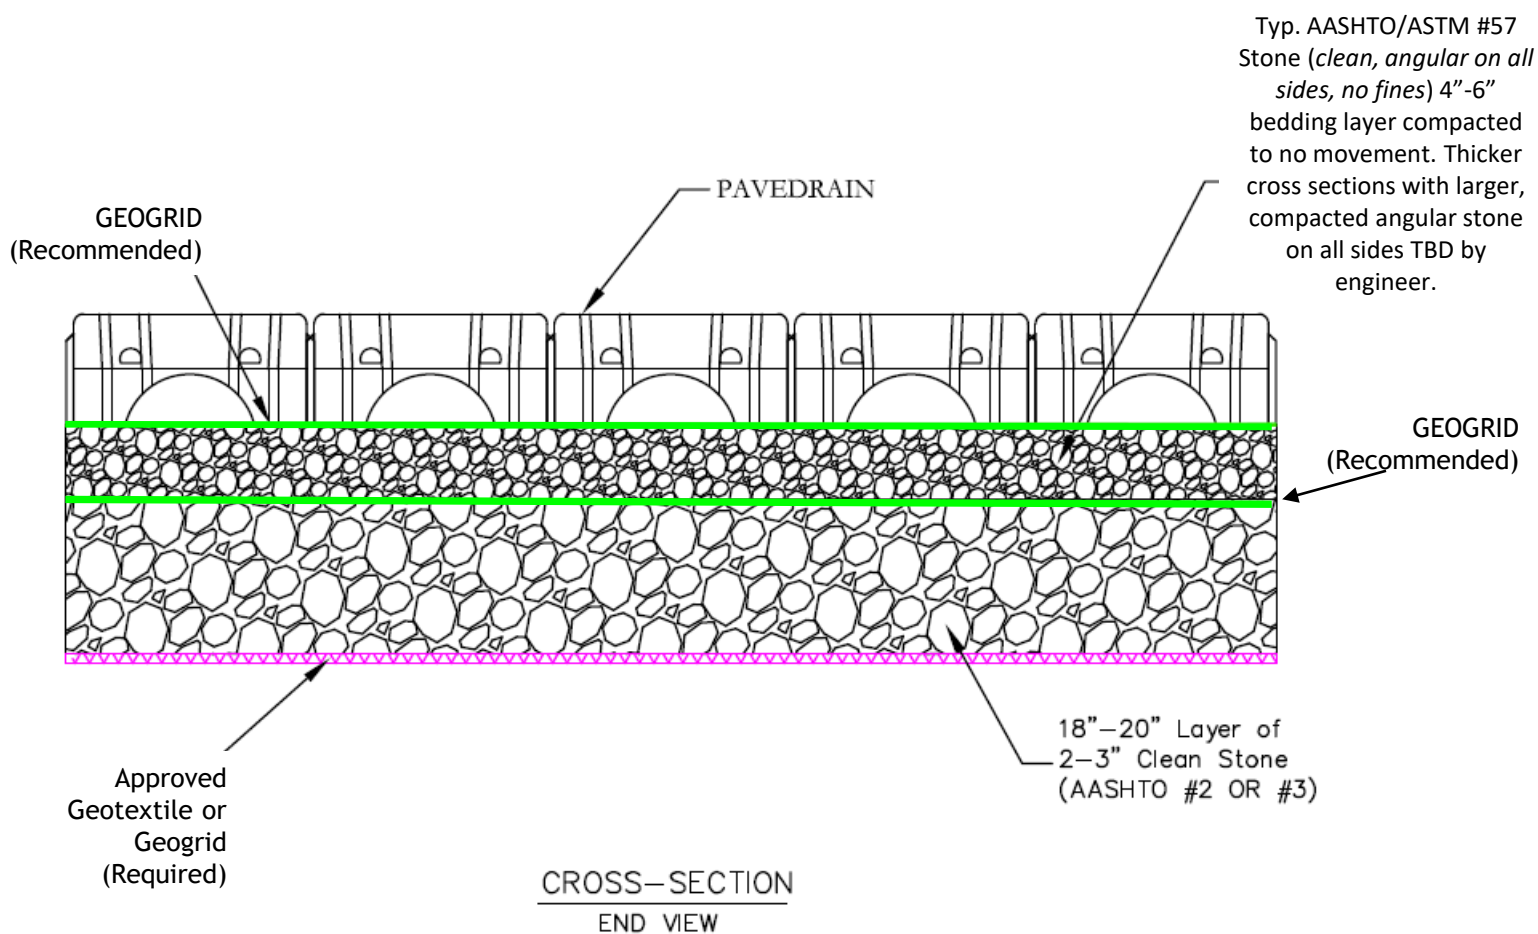 Typ. AASHTO/ASTM #57
Stone (clean, angular on all
sides, no fines) 4”-6”
bedding layer compacted
to no movement. Thicker
cross sections with larger,
compacted angular stone
on all sides TBD by
engineer.
PAVEDRAIN
GEOGRID
(Recommended)
GEOGRID
(Recommended)
18”-20” Layer of
2-3” Clean Stone
(AASHTO #2 OR #3)
Approved
Geotextile or
Geogrid
(Required)
CROSS-SECTION
END VIEW